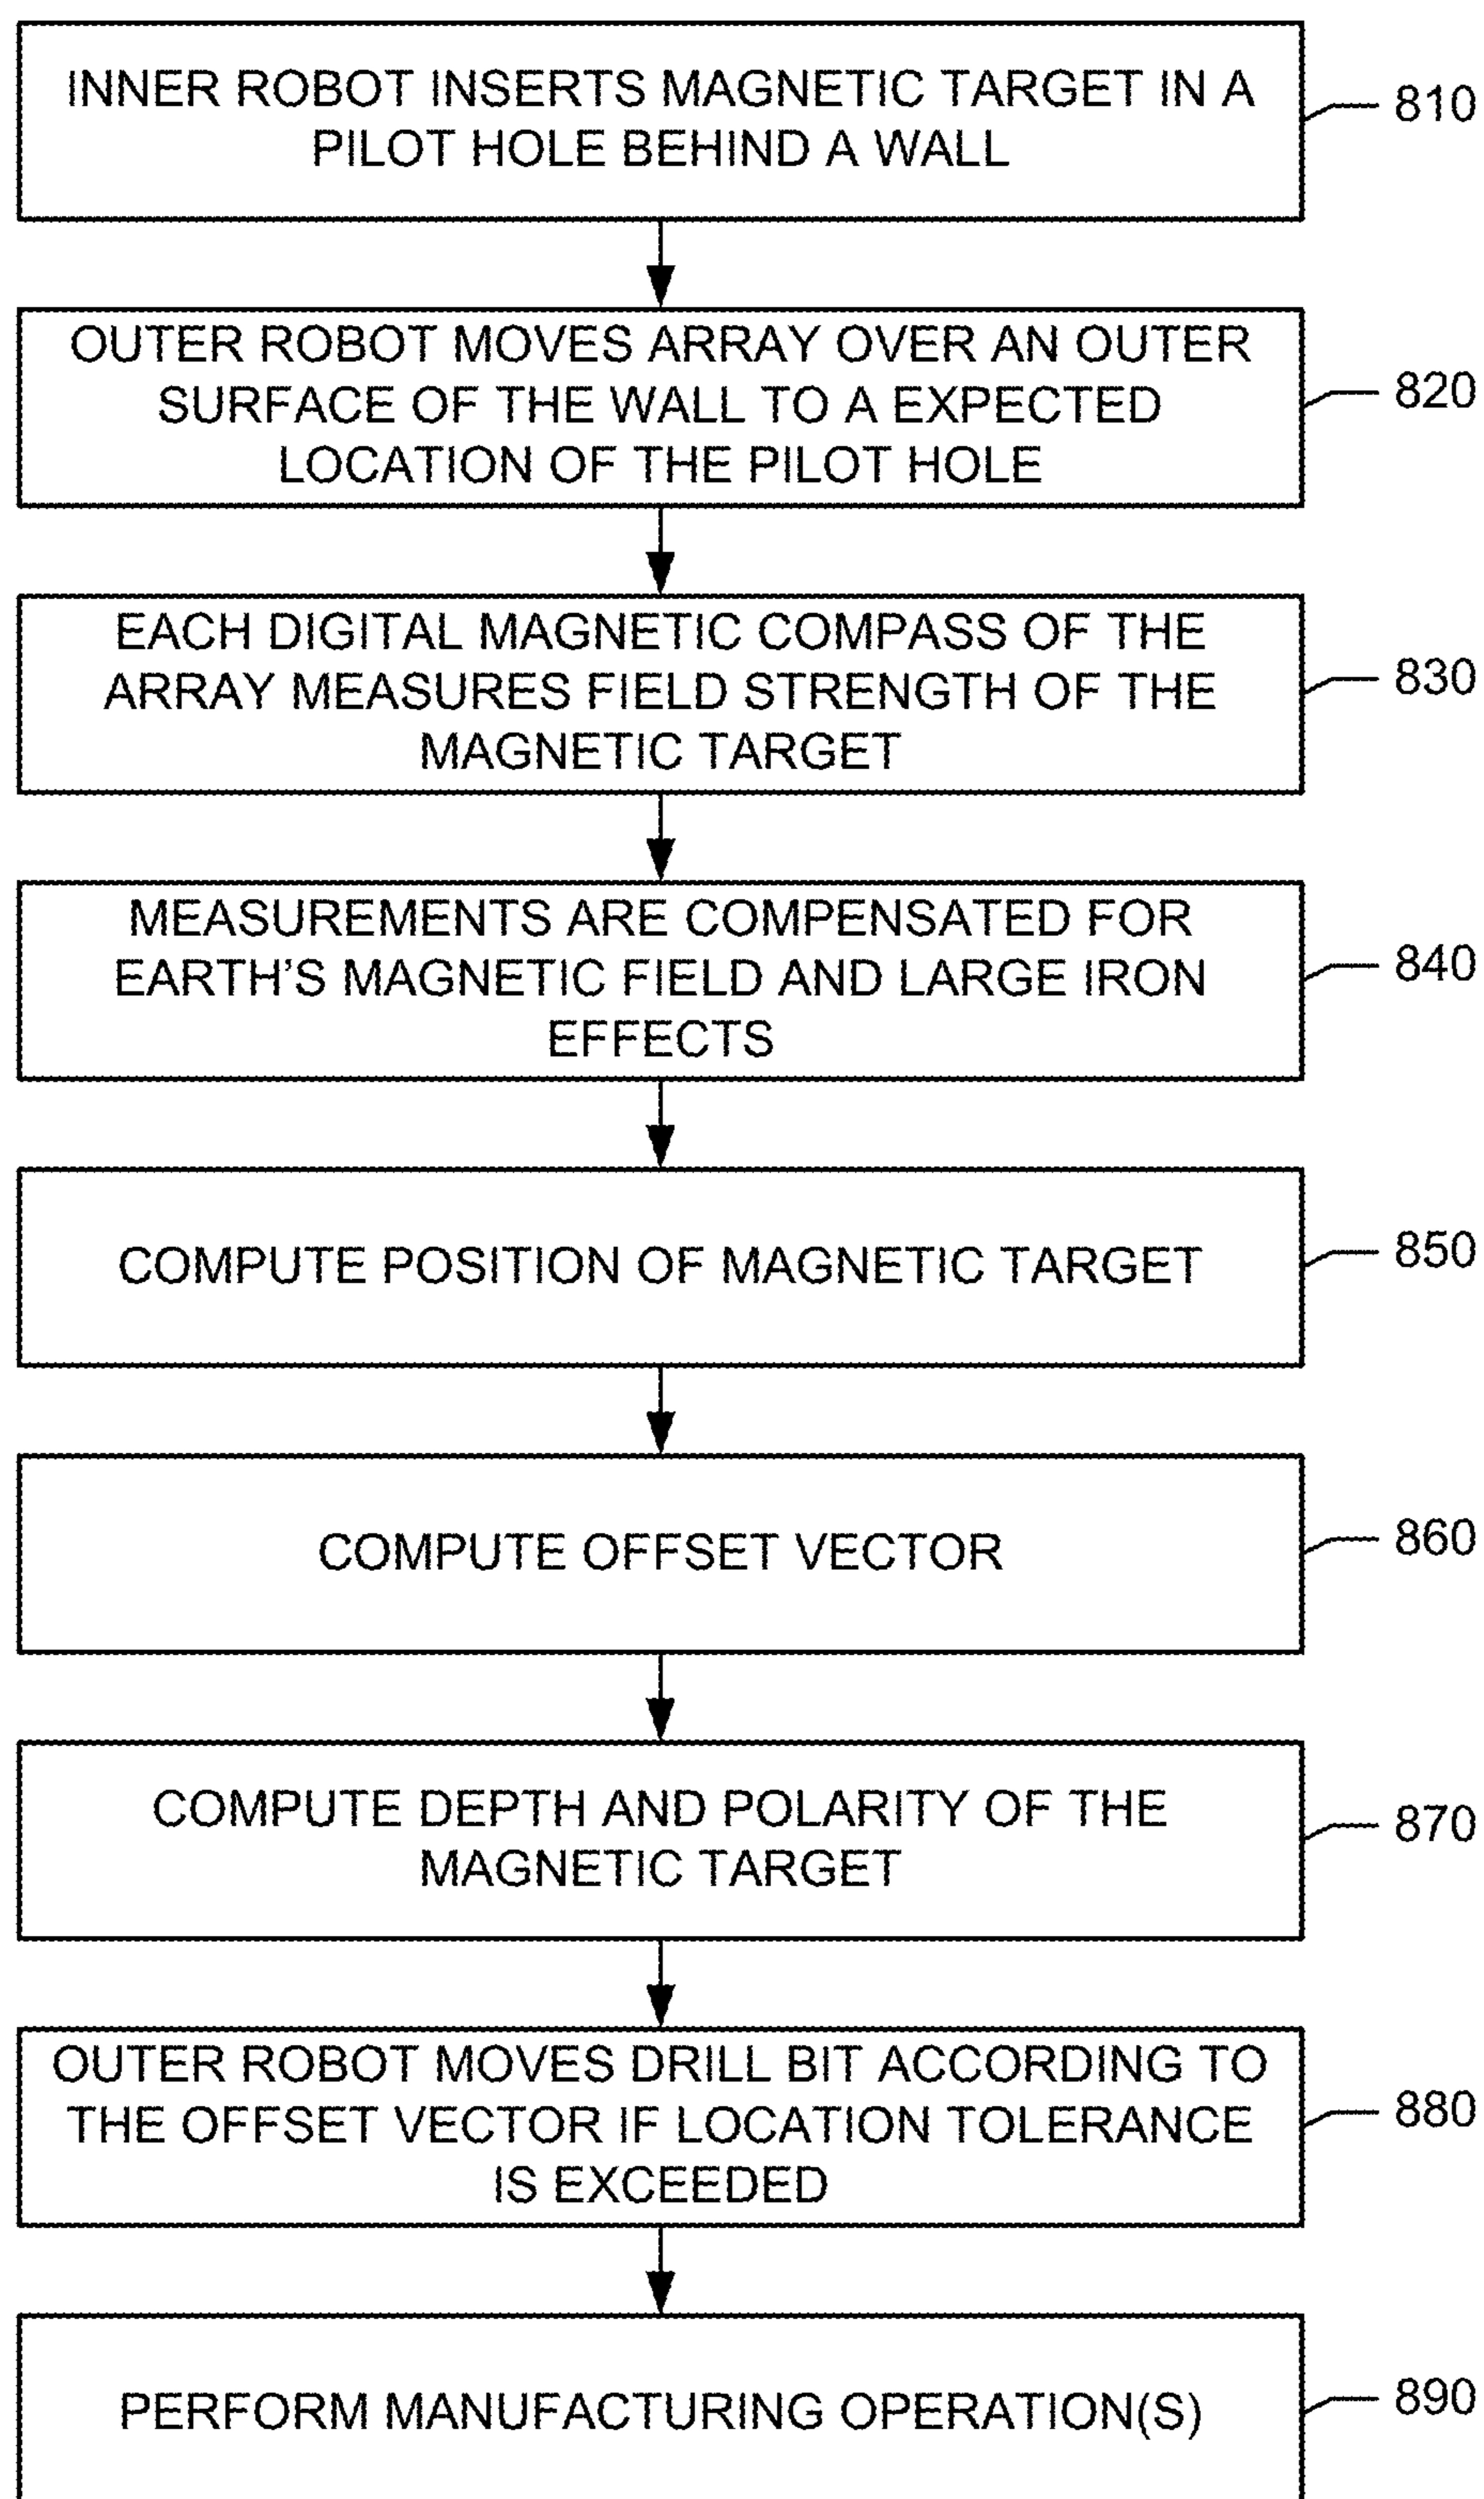 INNER ROBOT INSERTS MAGNETIC TARGET IN A
PILOT HOLE BEHIND A WALL
810
OUTER ROBOT MOVES ARRAY OVER AN OUTER
SURFACE OF THE WALL TO A EXPECTED
LOCATION OF THE PILOT HOLE
820
EACH DIGITAL MAGNETIC COMPASS OF THE
ARRAY MEASURES FIELD STRENGTH OF THE
MAGNETIC TARGET
830
MEASUREMENTS ARE COMPENSATED FOR
EARTH'S MAGNETIC FIELD AND LARGE IRON
EFFECTS
840
COMPUTE POSITION OF MAGNETIC TARGET
850
COMPUTE OFFSET VECTOR
860
COMPUTE DEPTH AND POLARITY OF THE
MAGNETIC TARGET
870
OUTER ROBOT MOVES DRILL BIT ACCORDING TO
THE OFFSET VECTOR IF LOCATION TOLERANCE
IS EXCEEDED
880
PERFORM MANUFACTURING OPERATION(S)
890